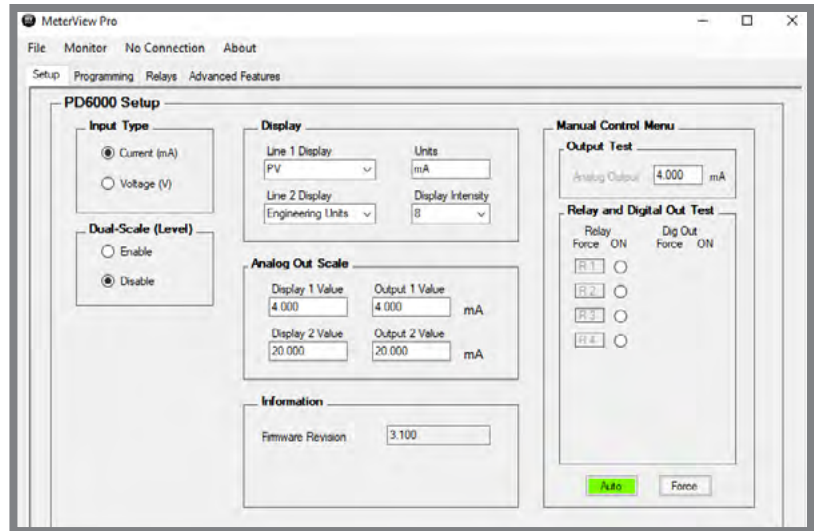 MeterView Pro
File Monitor No Connection About
Setup Programming Relays Advanced Features
PD6000 Setup
Input Type
Current (mA)
Voltage (V)
Dual-Scale (Level)
Enable
Disable
Display
Line 1 Display Units
PV mA
Line 2 Display Display Intensity
Engineering Units 8
Analog Out Scale
Display 1 Value Output 1 Value
4.000 4.000 mA
Display 2 Value Output 2 Value
20.000 20.000 mA
Information
Firmware Revision 3.100
Manual Control Menu
Output Test
Analog Output 4.000 mA
Relay and Digital Out Test
Relay Dig Out
Force ON Force ON
R 1
R 2
R 3
R 4
Auto Force